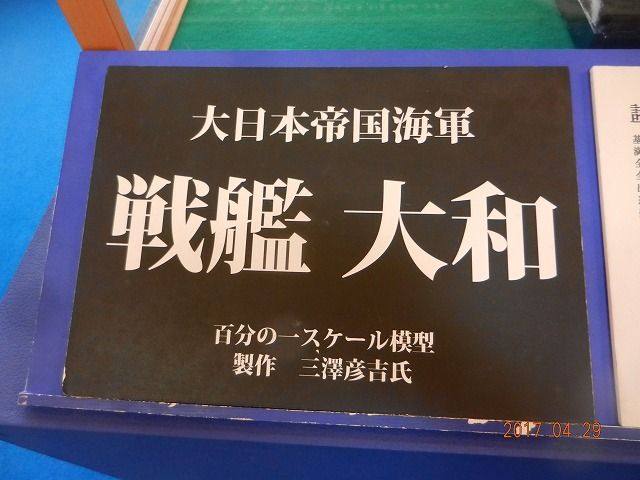 大日本帝国海軍
戦艦 大和
百分の一スケール模型
製作 三澤彦吉氏
2017 04 29